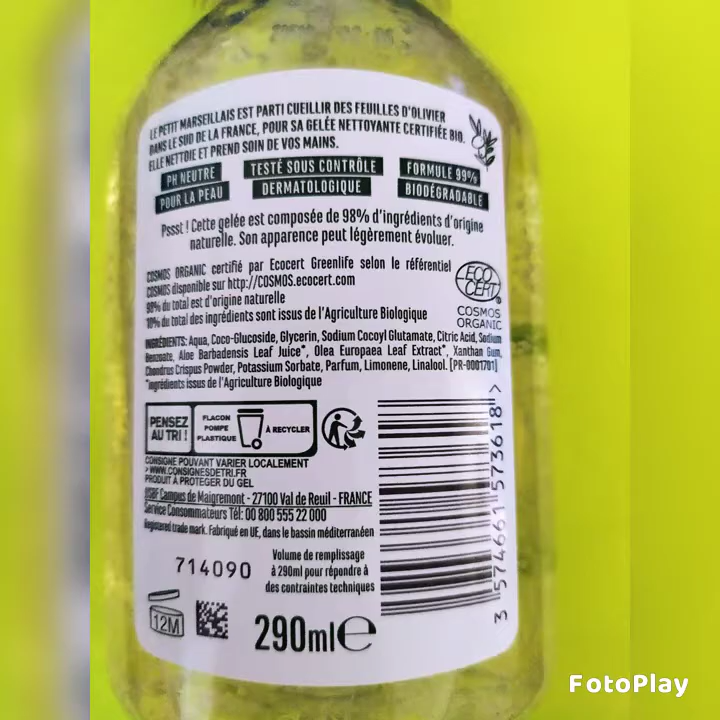 LE PETIT MARSEILLAIS EST PARTI CUEILLIR DES FEUILLES D'OLIVIER
DANS LE SUD DE LA FRANCE, POUR SA GELÉE NETTOYANTE CERTIFIÉE BIO.
ELLE NETTOIE ET PREND SOIN DE VOS MAINS.
PH NEUTRE
POUR LA PEAU
TESTÉ SOUS CONTRÔLE
DERMATOLOGIQUE
FORMULE 99%
BIODÉGRADABLE
Pssst ! Cette gelée est composée de 98% d'ingrédients d'origine
naturelle. Son apparence peut légèrement évoluer.
COSMOS ORGANIC certifié par Ecocert Greenlife selon le référentiel
COSMOS disponible sur http://COSMOS.ecocert.com
98% du total est d'origine naturelle
10% du total des ingrédients sont issus de l'Agriculture Biologique
ECO
CERT
COSMOS
ORGANIC
INGRÉDIENTS: Aqua, Coco-Glucoside, Glycerin, Sodium Cocoyl Glutamate, Citric Acid, Sodium
Benzoate, Aloe Barbadensis Leaf Juice*, Olea Europaea Leaf Extract*, Xanthan Gum,
Chondrus Crispus Powder, Potassium Sorbate, Parfum, Limonene, Linalool. [PR-0001701]
*Ingrédients issus de l'Agriculture Biologique
PENSEZ
AU TRI !
FLACON
POMPE
PLASTIQUE
À RECYCLER
CONSIGNE POUVANT VARIER LOCALEMENT
> WWW.CONSIGNESDETRI.FR
PRODUIT À PROTEGER DU GEL
Campus de Maigremont - 27100 Val de Reuil - FRANCE
Service Consommateurs Tél: 00 800 555 22 000
Registered trade mark. Fabriqué en UE, dans le bassin méditerranéen
714090
Volume de remplissage
à 290ml pour répondre à
des contraintes techniques
12M
290ml e
3 574661 573618 >
FotoPlay